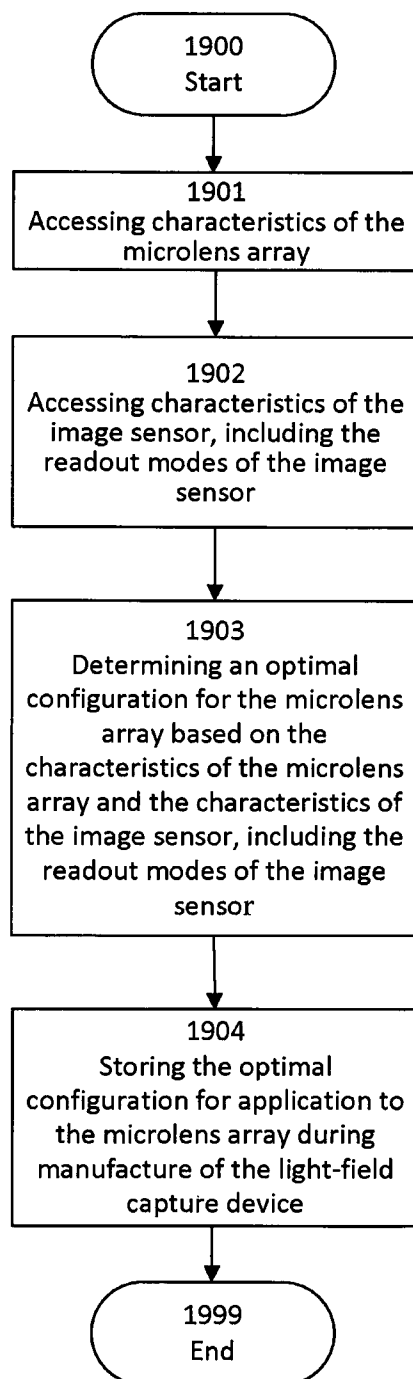 1900
Start
1901
Accessing characteristics of the
microlens array
1902
Accessing characteristics of the
image sensor, including the
readout modes of the image
sensor
1903
Determining an optimal
configuration for the microlens
array based on the
characteristics of the microlens
array and the characteristics of
the image sensor, including the
readout modes of the image
sensor
1904
Storing the optimal
configuration for application to
the microlens array during
manufacture of the light-field
capture device
1999
End